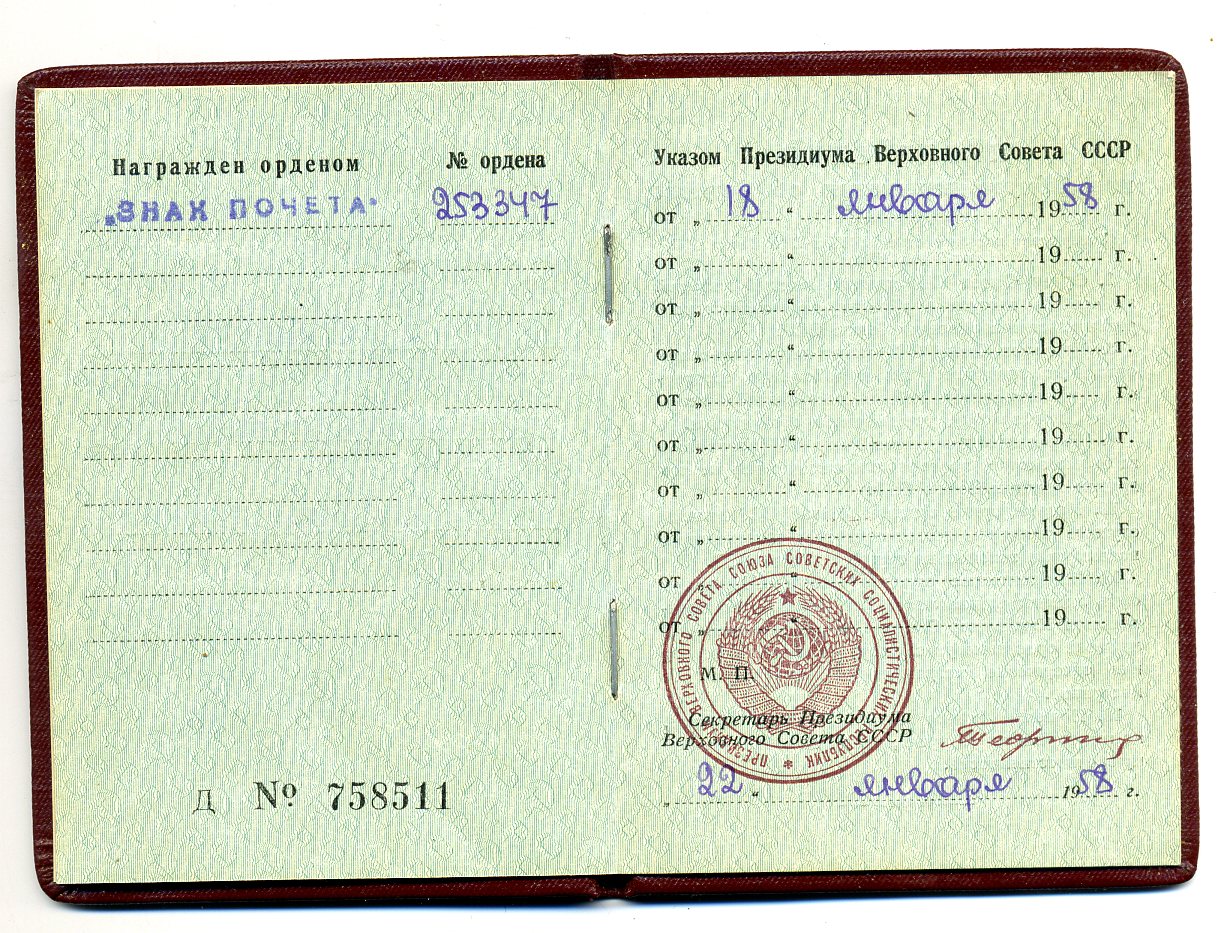 Награжден орденом № ордена
„ЗНАК ПОЧЕТА" 253347
Д № 758511
Указом Президиума Верховного Совета СССР
от „ 18 “ января 1958 г.
от „ “ 19 г.
от „ “ 19 г.
от „ “ 19 г.
от „ “ 19 г.
от „ “ 19 г.
от „ “ 19 г.
от „ “ 19 г.
от „ “ 19 г.
от „ “ 19 г.
ПРЕЗИДИУМ ВЕРХОВНОГО СОВЕТА СОЮЗА СОВЕТСКИХ СОЦИАЛИСТИЧЕСКИХ РЕСПУБЛИК *
М. П.
Секретарь Президиума
Верховного Совета СССР
„ 22 “ января 1958 г.